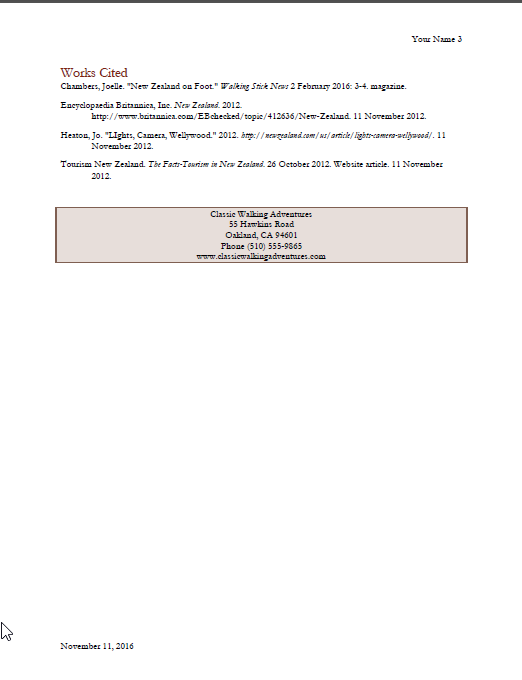 Your Name 3
Works Cited
Chambers, Joelle. "New Zealand on Foot." Walking Stick News 2 February 2016: 3-4. magazine.
Encyclopaedia Britannica, Inc. New Zealand. 2012.
http://www.britannica.com/EBchecked/topic/412636/New-Zealand. 11 November 2012.
Heaton, Jo. "LIghts, Camera, Wellywood." 2012. http://newzealand.com/us/article/lights-camera-wellywood/. 11
November 2012.
Tourism New Zealand. The Facts-Tourism in New Zealand. 26 October 2012. Website article. 11 November
2012.
Classic Walking Adventures
55 Hawkins Road
Oakland, CA 94601
Phone (510) 555-9865
www.classicwalkingadventures.com
November 11, 2016